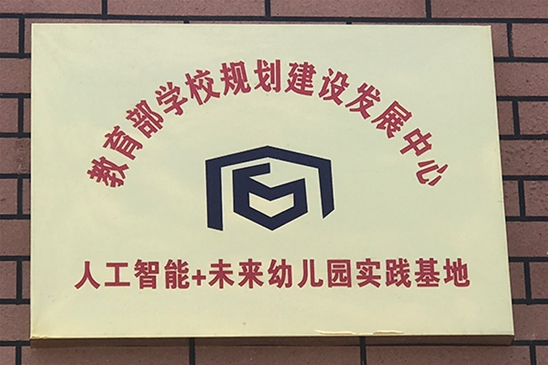 教育部学校规划建设发展中心
人工智能+未来幼儿园实践基地